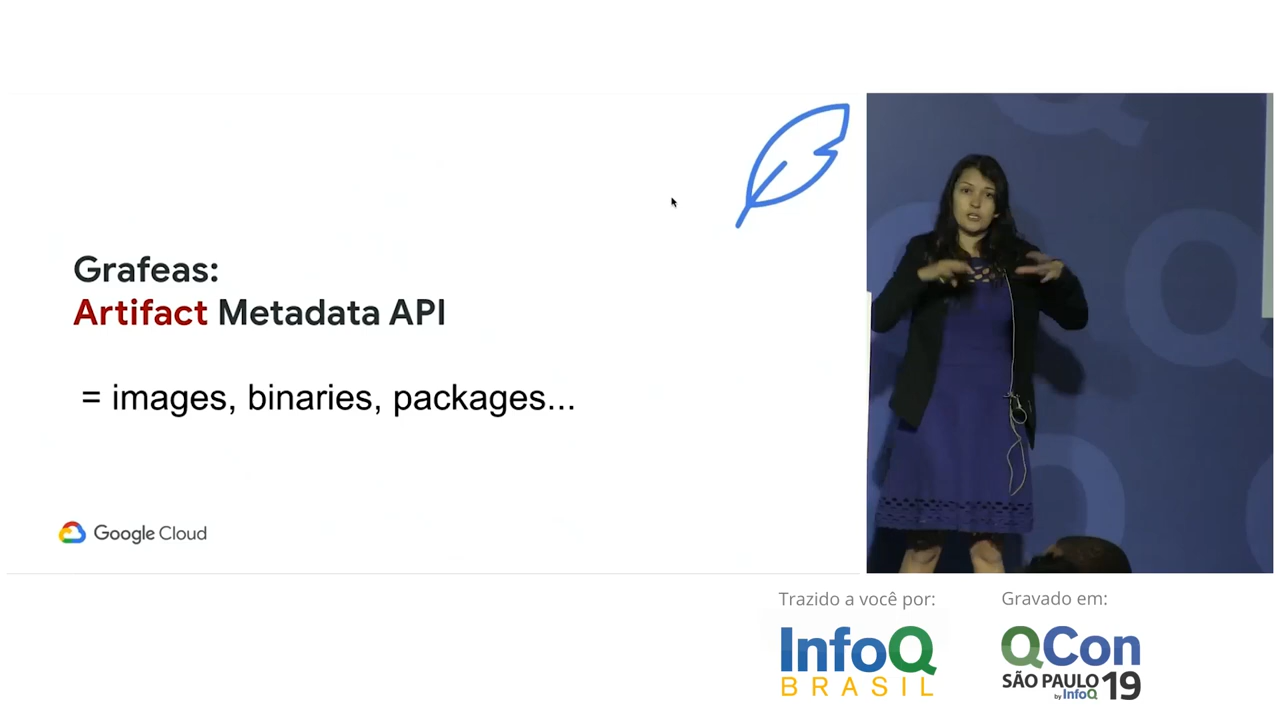 Grafeas:
Artifact Metadata API
= images, binaries, packages...
Google Cloud
Trazido a você por:
InfoQ
BRASIL
Gravado em:
QCon
SÃO PAULO 19
by InfoQ